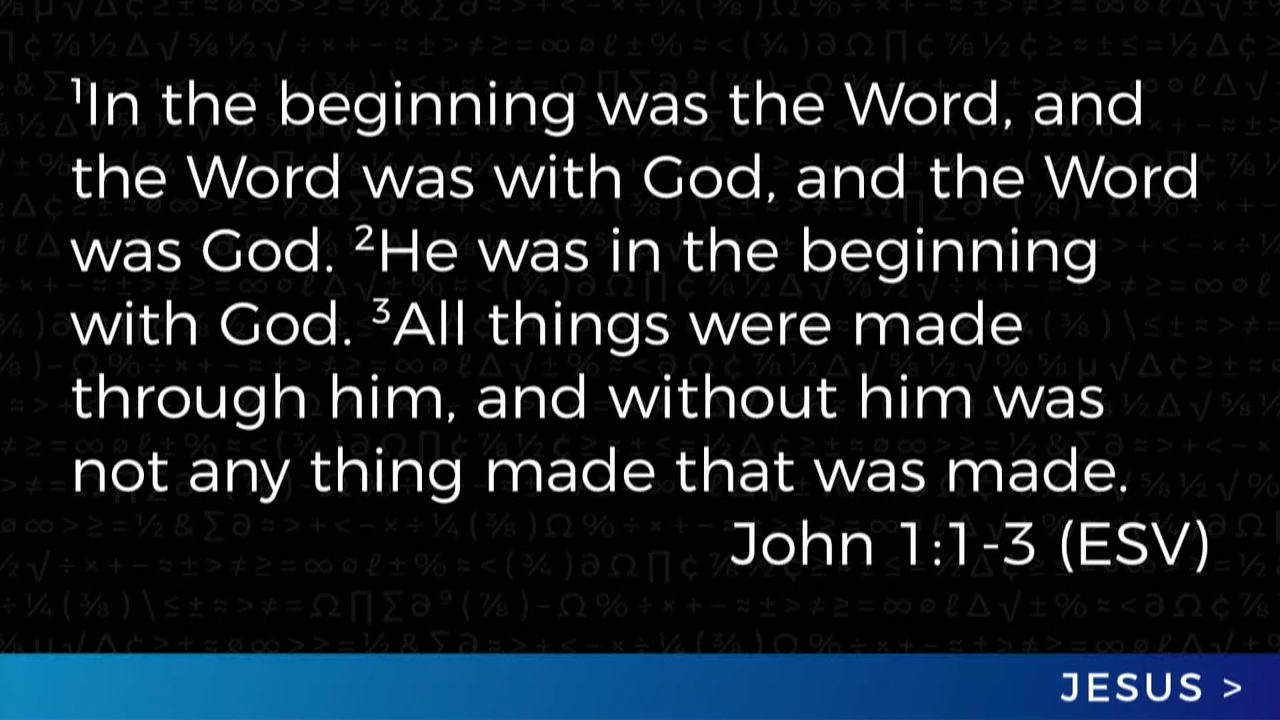 ¹In the beginning was the Word, and
the Word was with God, and the Word
was God. ²He was in the beginning
with God. ³All things were made
through him, and without him was
not any thing made that was made.
John 1:1-3 (ESV)
JESUS >